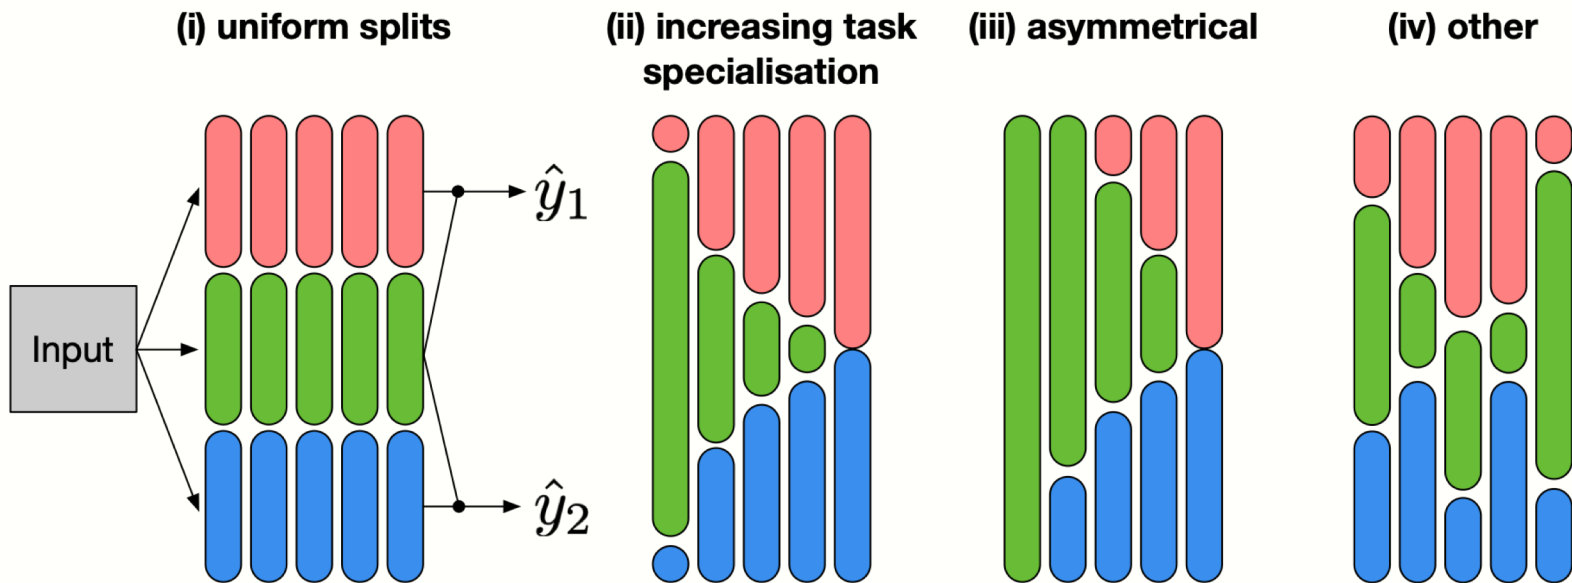 (i) uniform splits
(ii) increasing task
specialisation
(iii) asymmetrical
(iv) other
Input
ŷ1
ŷ2